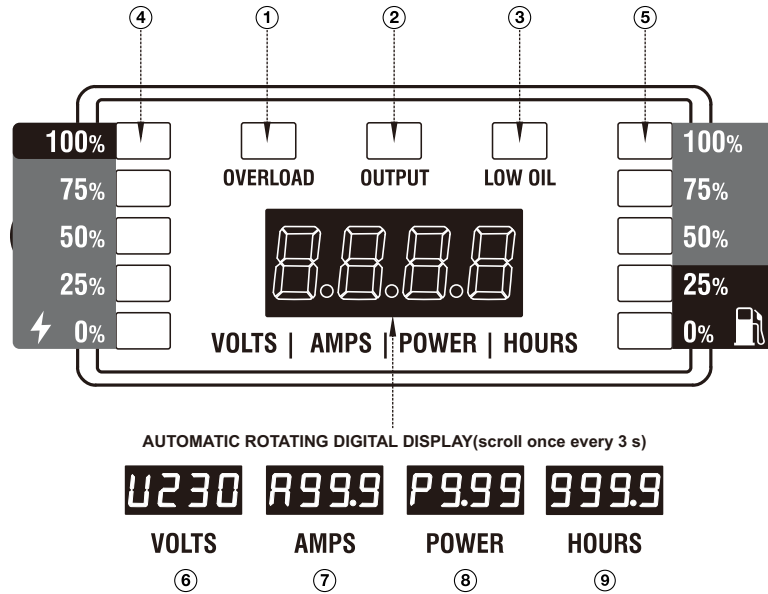 ④ ① ② ③ ⑤
100% 100%
OVERLOAD OUTPUT LOW OIL
75% 75%
50% 50%
8.8.8.8
25% 25%
0% 0%
VOLTS | AMPS | POWER | HOURS
AUTOMATIC ROTATING DIGITAL DISPLAY(scroll once every 3 s)
U230 A99.9 P9.99 999.9
VOLTS AMPS POWER HOURS
⑥ ⑦ ⑧ ⑨